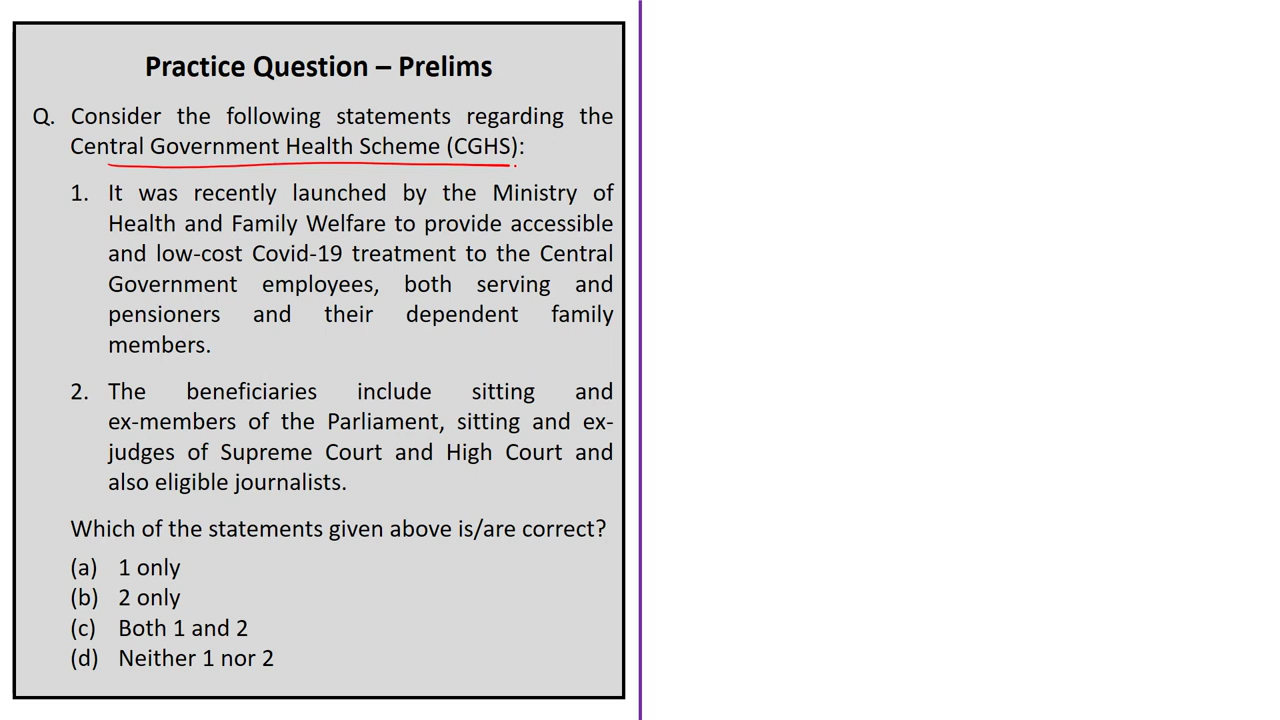 Practice Question – Prelims
Q. Consider the following statements regarding the
Central Government Health Scheme (CGHS):
1. It was recently launched by the Ministry of
Health and Family Welfare to provide accessible
and low-cost Covid-19 treatment to the Central
Government employees, both serving and
pensioners and their dependent family
members.
2. The beneficiaries include sitting and
ex-members of the Parliament, sitting and ex-
judges of Supreme Court and High Court and
also eligible journalists.
Which of the statements given above is/are correct?
(a) 1 only
(b) 2 only
(c) Both 1 and 2
(d) Neither 1 nor 2